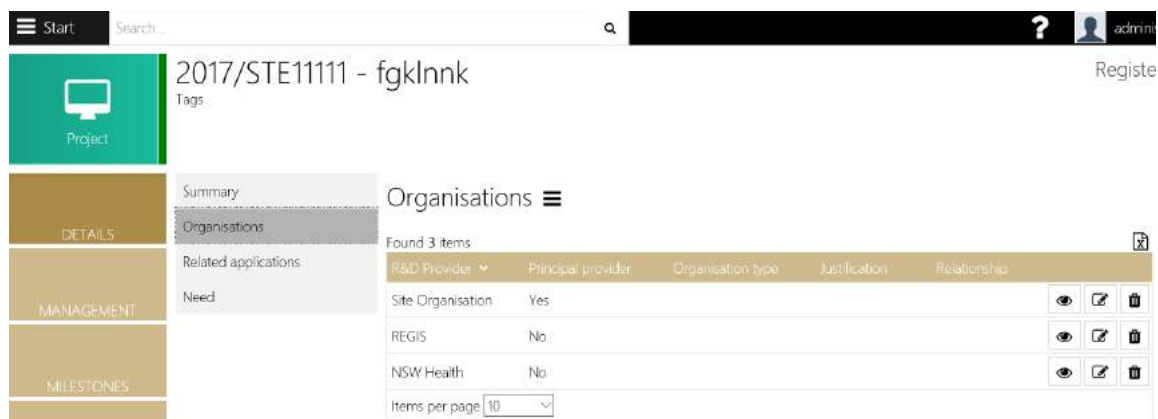 Start
Search...
?
adminis
Project
2017/STE11111 - fgklnnk
Tags
Registe
DETAILS
MANAGEMENT
MILESTONES
Summary
Organisations
Related applications
Need
Organisations
Found 3 items
R&D Provider Principal provider Organisation type Justification Relationship
Site Organisation Yes
REGIS No
NSW Health No
Items per page 10